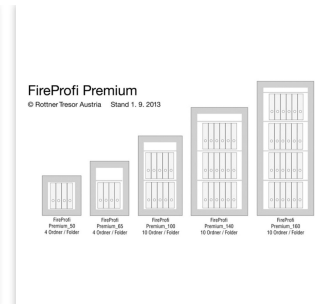 FireProfi Premium
© Rottner Tresor Austria Stand 1. 9. 2013
FireProfi
Premium_50
4 Ordner / Folder
FireProfi
Premium_65
4 Ordner / Folder
FireProfi
Premium_100
10 Ordner / Folder
FireProfi
Premium_140
10 Ordner / Folder
FireProfi
Premium_160
10 Ordner / Folder